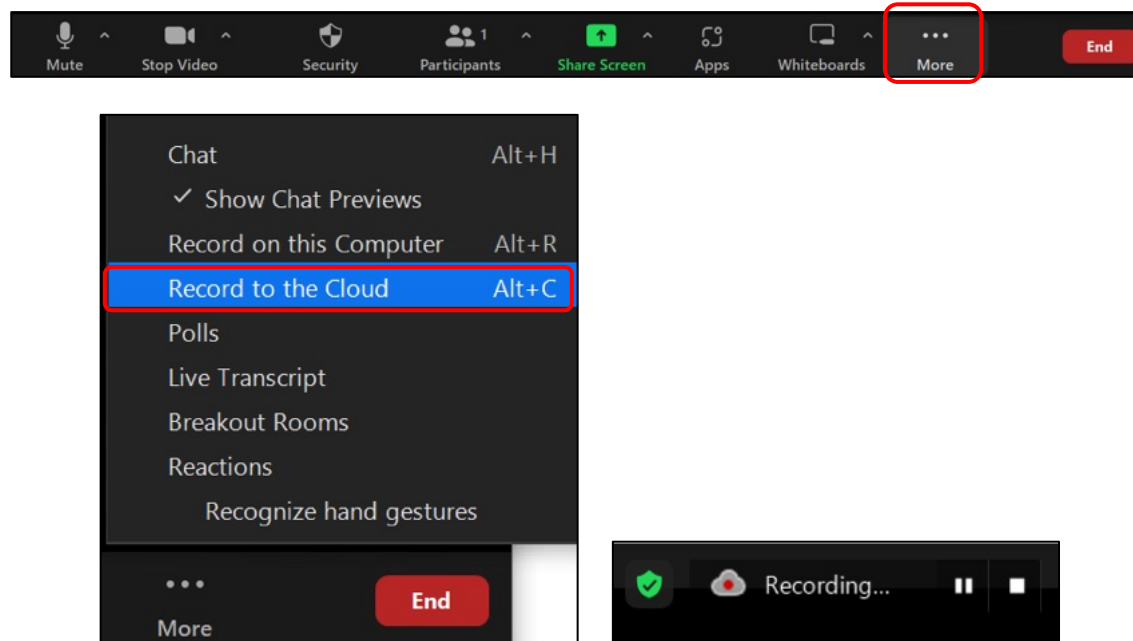 1
Mute Stop Video Security Participants Share Screen Apps Whiteboards More End
Chat Alt+H
✓ Show Chat Previews
Record on this Computer Alt+R
Record to the Cloud Alt+C
Polls
Live Transcript
Breakout Rooms
Reactions
Recognize hand gestures
More End
Recording...